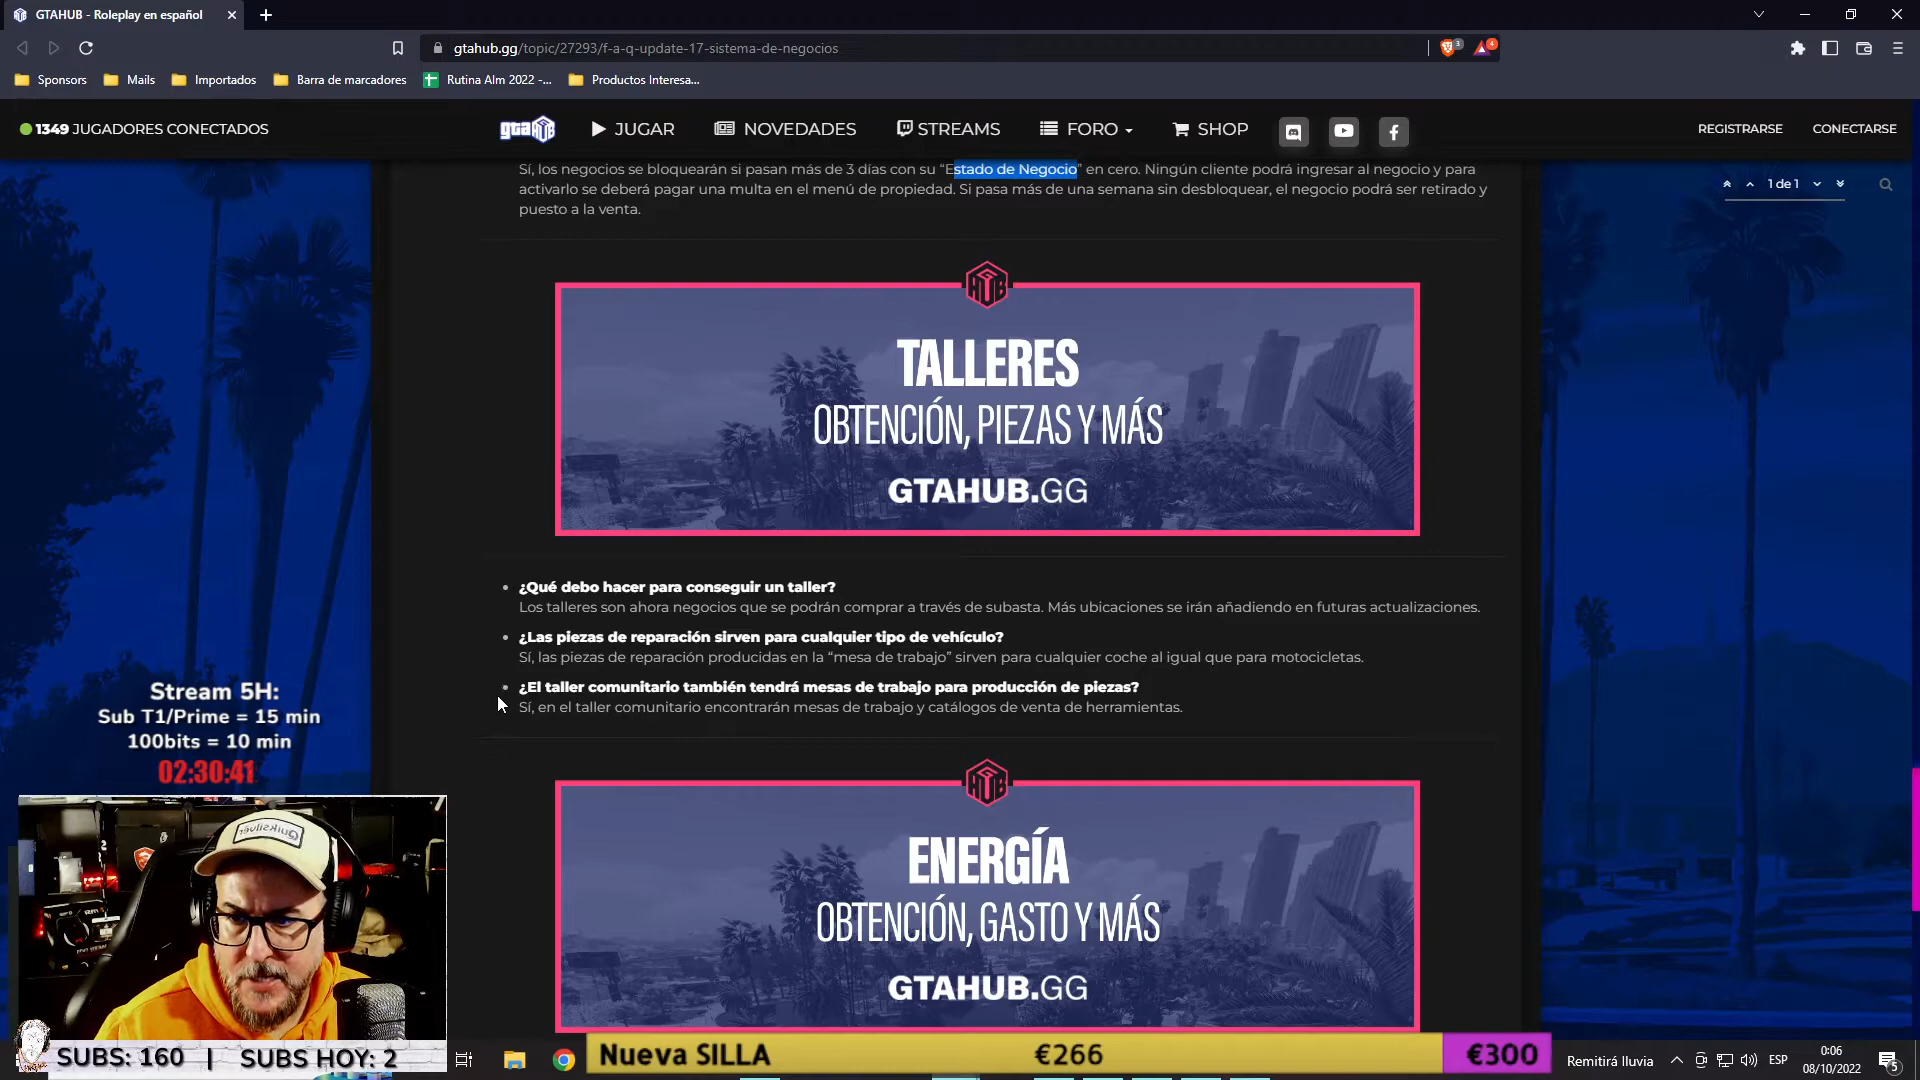 GTAHUB - Roleplay en español
gtahub.gg/topic/27293/f-a-q-update-17-sistema-de-negocios
3
4
Sponsors
Mails
Importados
Barra de marcadores
Rutina Alm 2022 -...
Productos Interesa...
1349 JUGADORES CONECTADOS
gtaHUB
JUGAR
NOVEDADES
STREAMS
FORO
SHOP
REGISTRARSE
CONECTARSE
Sí, los negocios se bloquearán si pasan más de 3 días con su “Estado de Negocio” en cero. Ningún cliente podrá ingresar al negocio y para
activarlo se deberá pagar una multa en el menú de propiedad. Si pasa más de una semana sin desbloquear, el negocio podrá ser retirado y
puesto a la venta.
1 de 1
HUB
TALLERES
OBTENCIÓN, PIEZAS Y MÁS
GTAHUB.GG
¿Qué debo hacer para conseguir un taller?
Los talleres son ahora negocios que se podrán comprar a través de subasta. Más ubicaciones se irán añadiendo en futuras actualizaciones.
¿Las piezas de reparación sirven para cualquier tipo de vehículo?
Sí, las piezas de reparación producidas en la “mesa de trabajo” sirven para cualquier coche al igual que para motocicletas.
¿El taller comunitario también tendrá mesas de trabajo para producción de piezas?
Sí, en el taller comunitario encontrarán mesas de trabajo y catálogos de venta de herramientas.
Stream 5H:
Sub T1/Prime = 15 min
100bits = 10 min
02:30:41
HUB
ENERGÍA
OBTENCIÓN, GASTO Y MÁS
GTAHUB.GG
Quiksilver
SUBS: 160 | SUBS HOY: 2
Nueva SILLA
€266
€300
Remitirá lluvia
ESP
0:06
08/10/2022
5